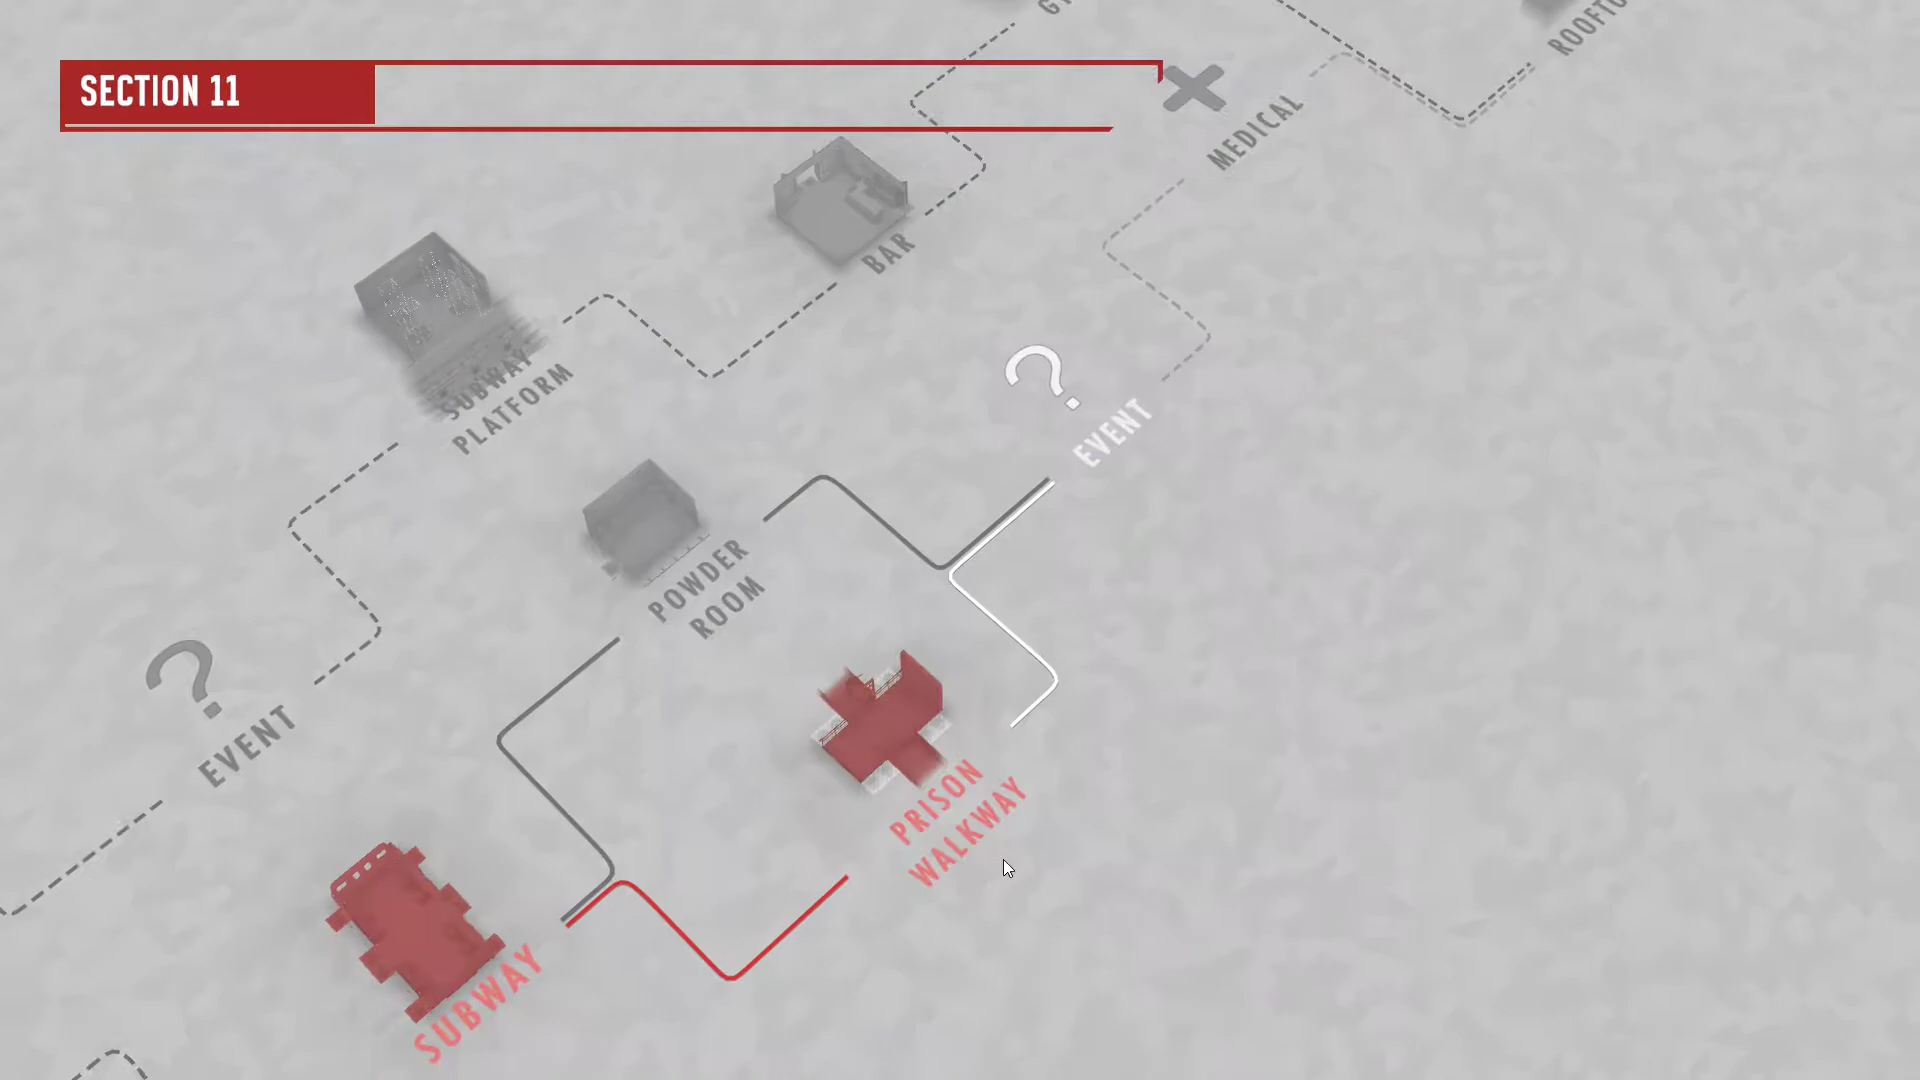 SECTION 11
MEDICAL
BAR
SUBWAY
PLATFORM
EVENT
POWDER
ROOM
EVENT
PRISON
WALKWAY
SUBWAY